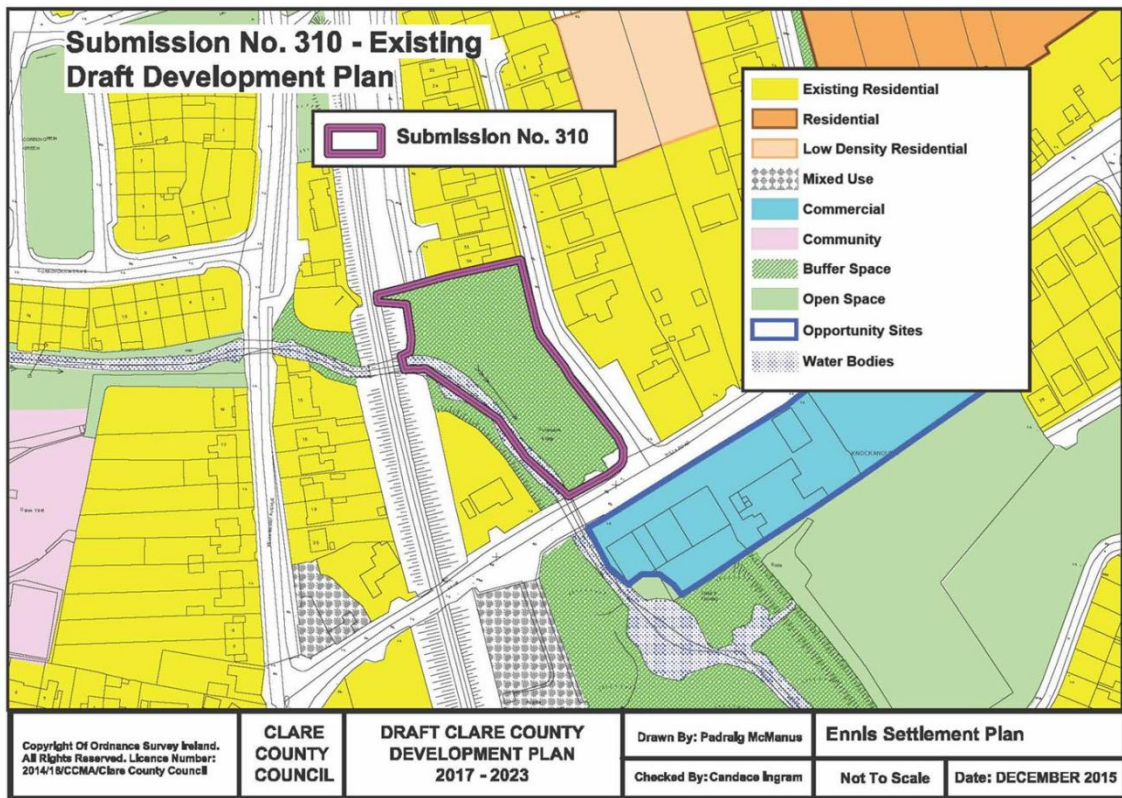 Submission No. 310 - Existing
Draft Development Plan
Submission No. 310
Existing Residential
Residential
Low Density Residential
Mixed Use
Commercial
Community
Buffer Space
Open Space
Opportunity Sites
Water Bodies
Copyright Of Ordnance Survey Ireland.
All Rights Reserved. Licence Number:
2014/16/CCMA/Clare County Council
CLARE
COUNTY
COUNCIL
DRAFT CLARE COUNTY
DEVELOPMENT PLAN
2017 - 2023
Drawn By: Padraig McManus
Checked By: Candace Ingram
Ennis Settlement Plan
Not To Scale
Date: DECEMBER 2015